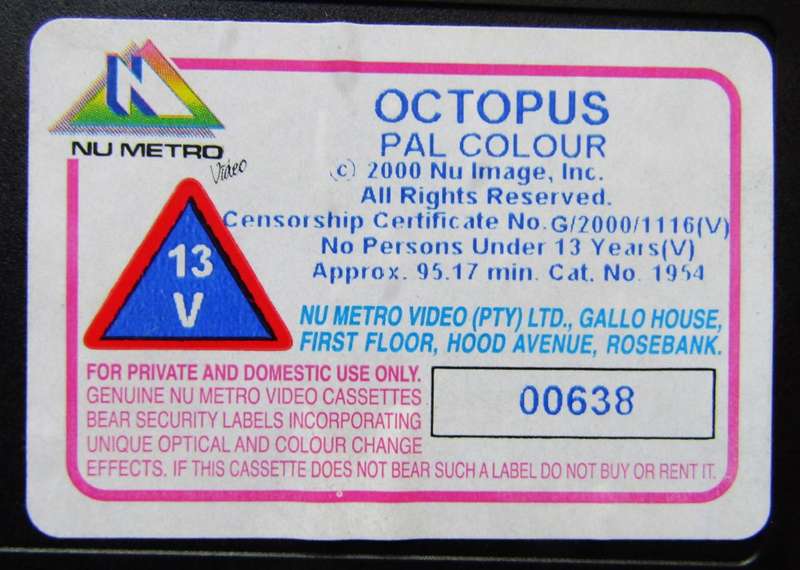 OCTOPUS
PAL COLOUR
(c) 2000 Nu Image, Inc.
All Rights Reserved.
Censorship Certificate No. G/2000/1116(V)
No Persons Under 13 Years(V)
Approx. 95.17 min. Cat. No. 1954
N
NU METRO
Video
13
V
NU METRO VIDEO (PTY) LTD., GALLO HOUSE,
FIRST FLOOR, HOOD AVENUE, ROSEBANK.
FOR PRIVATE AND DOMESTIC USE ONLY.
GENUINE NU METRO VIDEO CASSETTES
BEAR SECURITY LABELS INCORPORATING
UNIQUE OPTICAL AND COLOUR CHANGE
EFFECTS. IF THIS CASSETTE DOES NOT BEAR SUCH A LABEL DO NOT BUY OR RENT IT.
00638